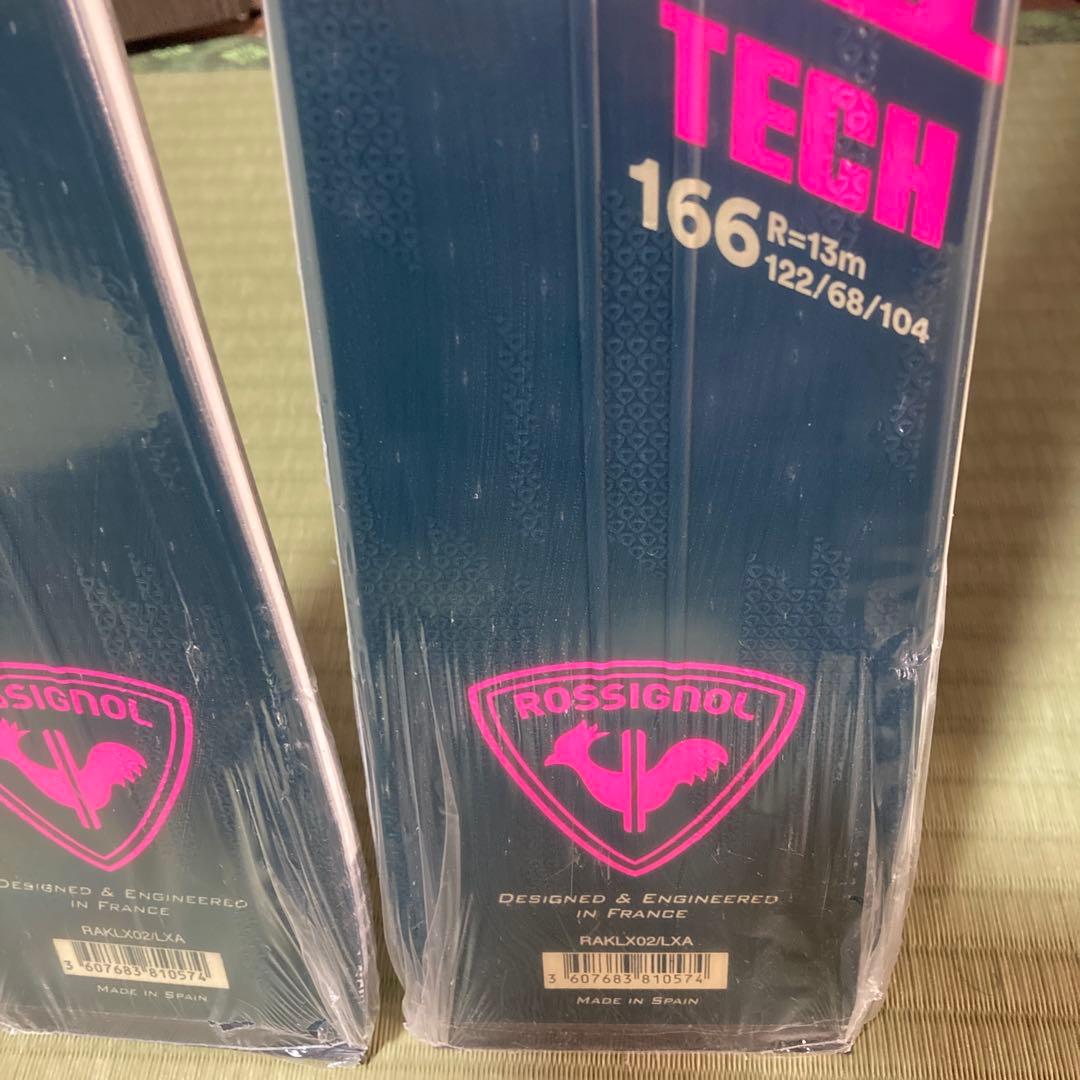 TECH
166 R=13m
122/68/104
ROSSIGNOL
DESIGNED & ENGINEERED
IN FRANCE
RAKLX02/LXA
3 607683 810574
MADE IN SPAIN
SSIGNOL
DESIGNED & ENGINEERED
IN FRANCE
RAKLX02/LXA
3 607683 810574
MADE IN SPAIN